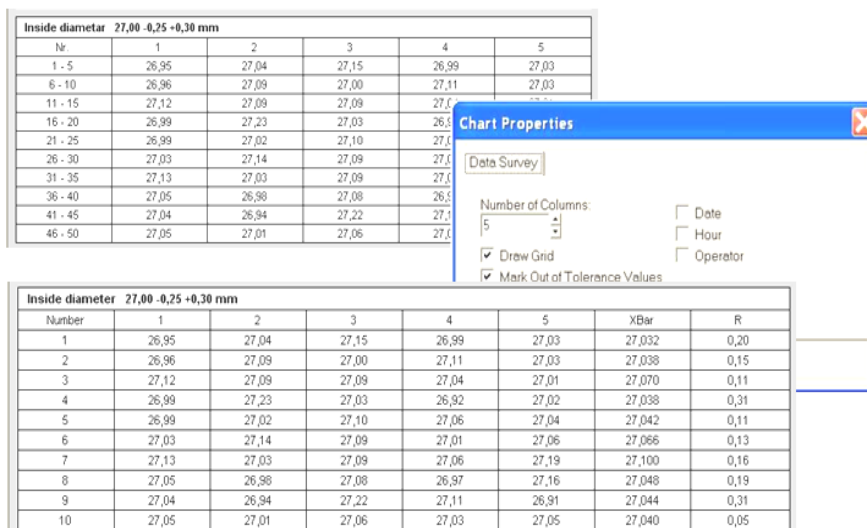 Inside diametar 27,00 -0,25 +0,30 mm
Nr. 1 2 3 4 5
1 - 5 26,95 27,04 27,15 26,99 27,03
6 - 10 26,96 27,09 27,00 27,11 27,03
11 - 15 27,12 27,09 27,09
16 - 20 26,99 27,23 27,03
21 - 25 26,99 27,02 27,10
26 - 30 27,03 27,14 27,09
31 - 35 27,13 27,03 27,09
36 - 40 27,05 26,98 27,08
41 - 45 27,04 26,94 27,22
46 - 50 27,05 27,01 27,06
Chart Properties
Data Survey
Number of Columns:
5
Draw Grid
Mark Out of Tolerance Values
Date
Hour
Operator
Inside diameter 27,00 -0,25 +0,30 mm
Number 1 2 3 4 5 XBar R
1 26,95 27,04 27,15 26,99 27,03 27,032 0,20
2 26,96 27,09 27,00 27,11 27,03 27,038 0,15
3 27,12 27,09 27,09 27,04 27,01 27,070 0,11
4 26,99 27,23 27,03 26,92 27,02 27,038 0,31
5 26,99 27,02 27,10 27,06 27,04 27,042 0,11
6 27,03 27,14 27,09 27,01 27,06 27,066 0,13
7 27,13 27,03 27,09 27,06 27,19 27,100 0,16
8 27,05 26,98 27,08 26,97 27,16 27,048 0,19
9 27,04 26,94 27,22 27,11 26,91 27,044 0,31
10 27,05 27,01 27,06 27,03 27,05 27,040 0,05